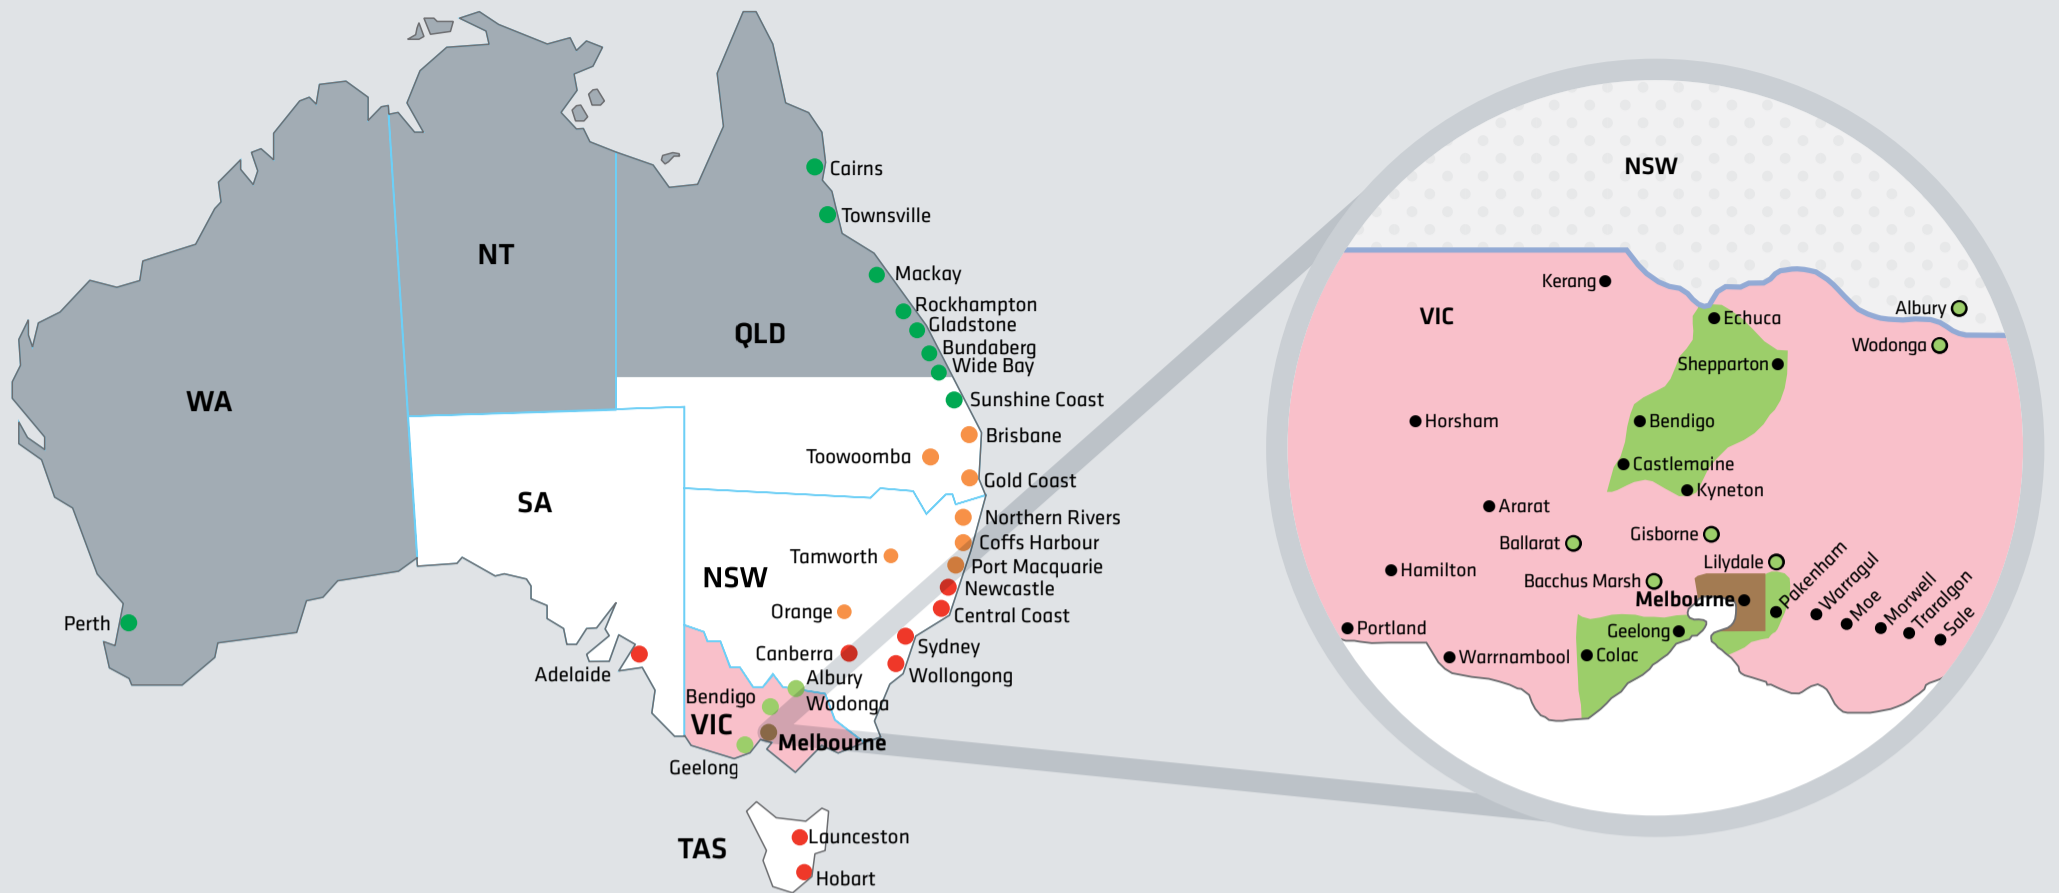 Cairns
Townsville
NT
Mackay
Rockhampton
Gladstone
QLD
Bundaberg
Wide Bay
WA
Sunshine Coast
Brisbane
Toowoomba
Gold Coast
SA
Northern Rivers
Coffs Harbour
Tamworth
Port Macquarie
NSW
Newcastle
Orange
Central Coast
Perth
Sydney
Canberra
Adelaide
Wollongong
Albury
Bendigo
Wodonga
VIC
Melbourne
Geelong
Launceston
TAS
Hobart
NSW
Kerang
Albury
VIC
Echuca
Wodonga
Shepparton
Horsham
Bendigo
Castlemaine
Kyneton
Ararat
Gisborne
Ballarat
Lilydale
Hamilton
Bacchus Marsh
Pakenham
Warragul
Moe
Morwell
Traralgon
Sale
Melbourne
Portland
Geelong
Warrnambool
Colac